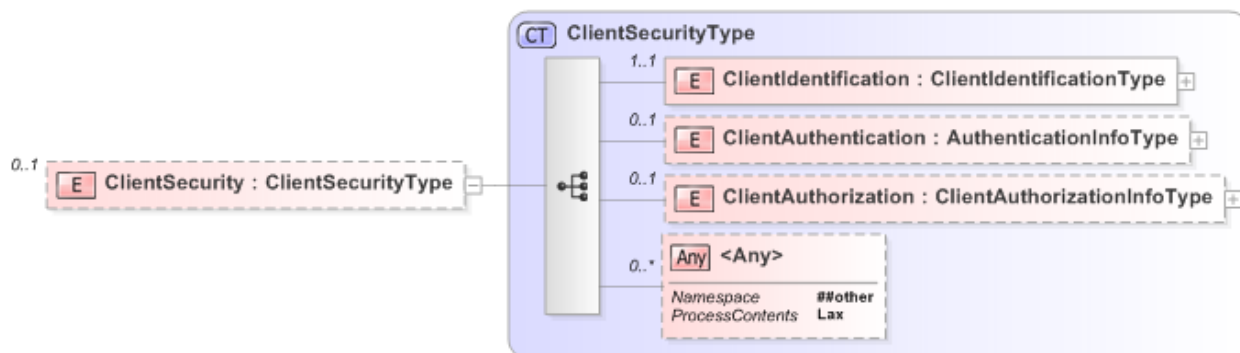 CT ClientSecurityType
1..1
E ClientIdentification : ClientIdentificationType
0..1
E ClientAuthentication : AuthenticationInfoType
0..1
E ClientSecurity : ClientSecurityType
0..1
E ClientAuthorization : ClientAuthorizationInfoType
0..*
Any <Any>
Namespace ##other
ProcessContents Lax